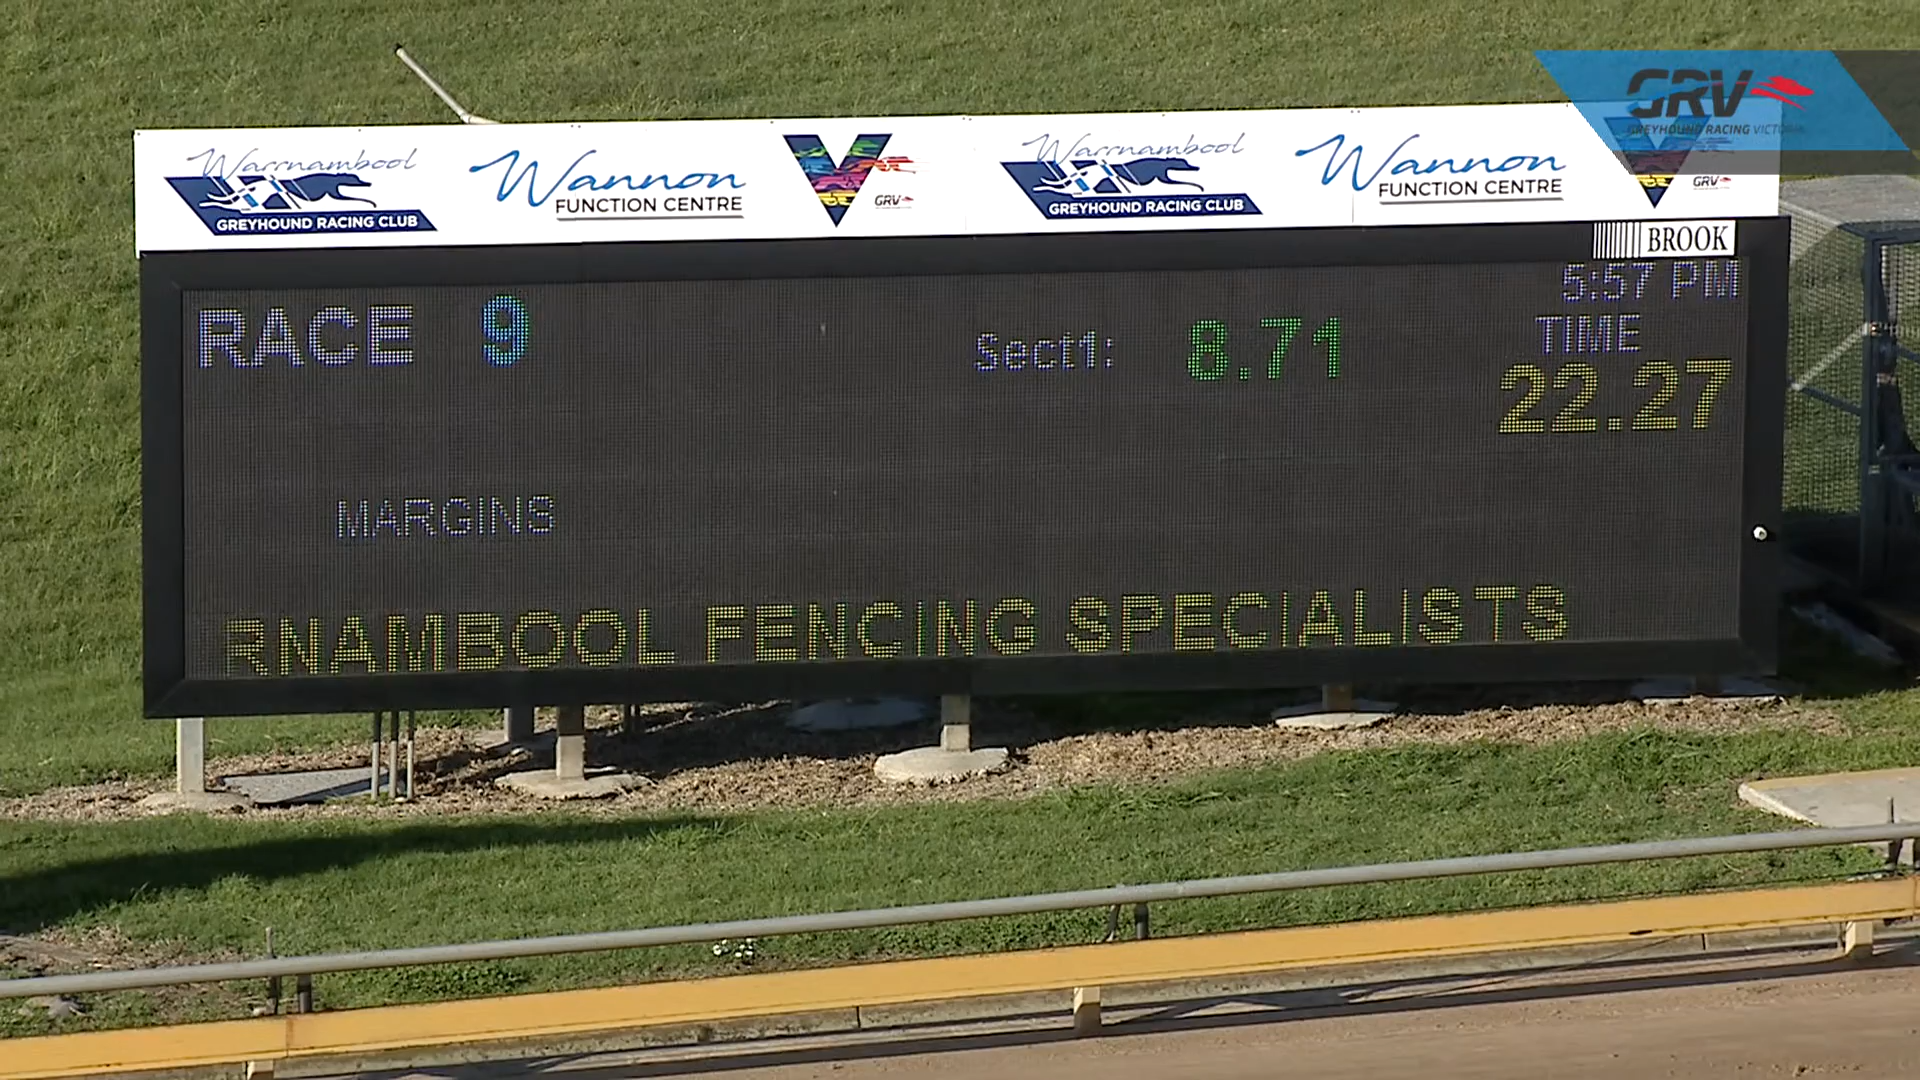 GRV
GREYHOUND RACING VICTORIA
Warrnambool
GREYHOUND RACING CLUB
Wannon
FUNCTION CENTRE
V
GRV
Warrnambool
GREYHOUND RACING CLUB
Wannon
FUNCTION CENTRE
GRV
BROOK
5:57 PM
RACE 9
Sect1: 8.71
TIME
22.27
MARGINS
RNAMBOOL FENCING SPECIALISTS